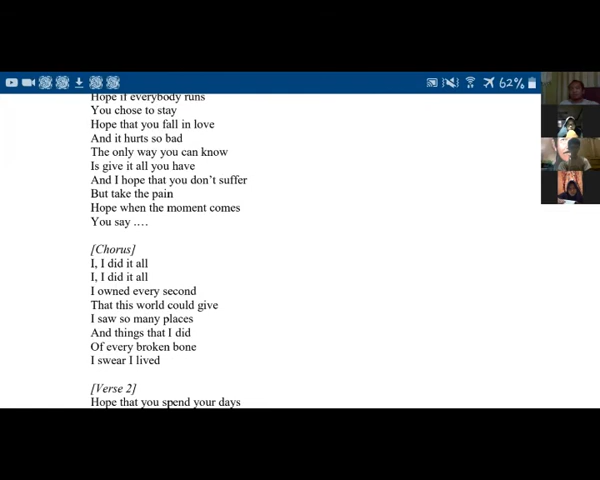 62%
Hope if everybody runs
You chose to stay
Hope that you fall in love
And it hurts so bad
The only way you can know
Is give it all you have
And I hope that you don't suffer
But take the pain
Hope when the moment comes
You say ….
[Chorus]
I, I did it all
I, I did it all
I owned every second
That this world could give
I saw so many places
And things that I did
Of every broken bone
I swear I lived
[Verse 2]
Hope that you spend your days